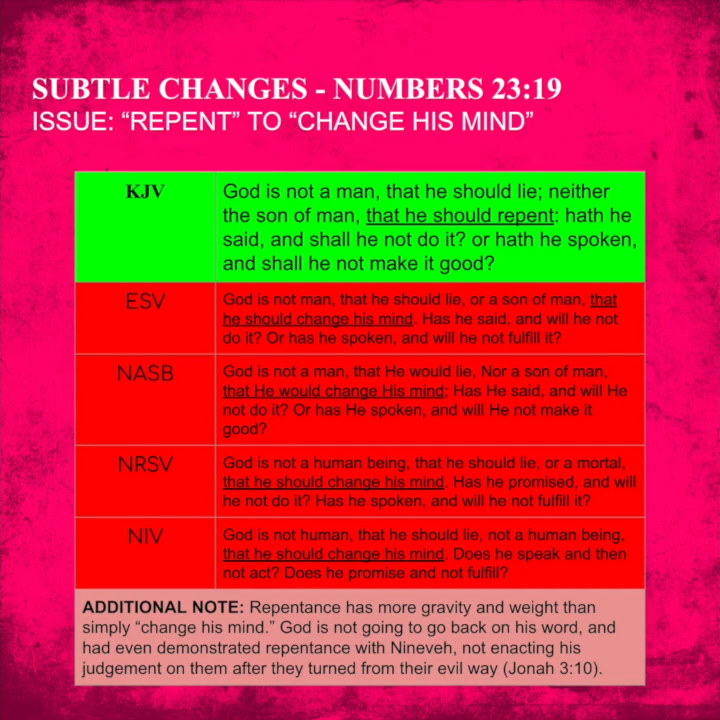 SUBTLE CHANGES - NUMBERS 23:19
ISSUE: “REPENT” TO “CHANGE HIS MIND”
KJV
God is not a man, that he should lie; neither
the son of man, that he should repent: hath he
said, and shall he not do it? or hath he spoken,
and shall he not make it good?
ESV
God is not man, that he should lie, or a son of man, that
he should change his mind. Has he said, and will he not
do it? Or has he spoken, and will he not fulfill it?
NASB
God is not a man, that He would lie, Nor a son of man,
that He would change His mind; Has He said, and will He
not do it? Or has He spoken, and will He not make it
good?
NRSV
God is not a human being, that he should lie, or a mortal,
that he should change his mind. Has he promised, and will
he not do it? Has he spoken, and will he not fulfill it?
NIV
God is not human, that he should lie, not a human being,
that he should change his mind. Does he speak and then
not act? Does he promise and not fulfill?
ADDITIONAL NOTE: Repentance has more gravity and weight than
simply “change his mind.” God is not going to go back on his word, and
had even demonstrated repentance with Nineveh, not enacting his
judgement on them after they turned from their evil way (Jonah 3:10).